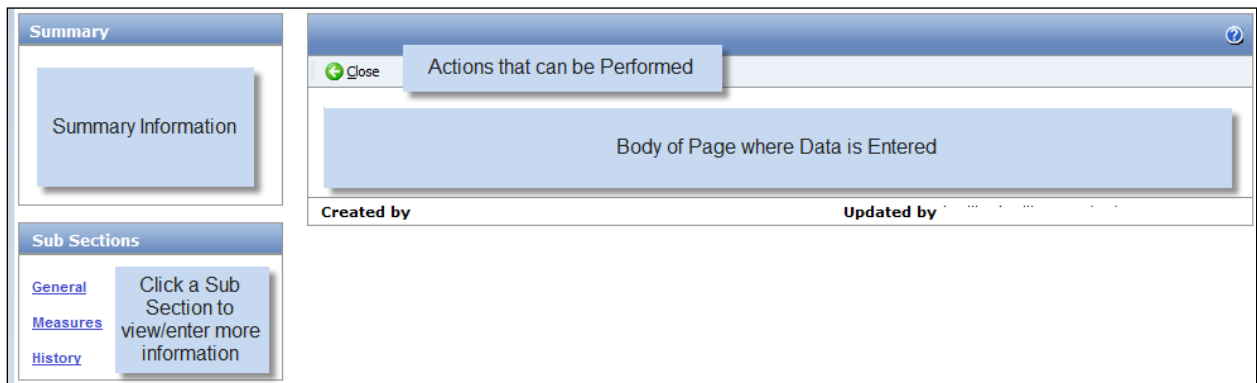 Summary
Summary Information
Sub Sections
General
Measures
History
Click a Sub
Section to
view/enter more
information
Close
Actions that can be Performed
Body of Page where Data is Entered
Created by
Updated by